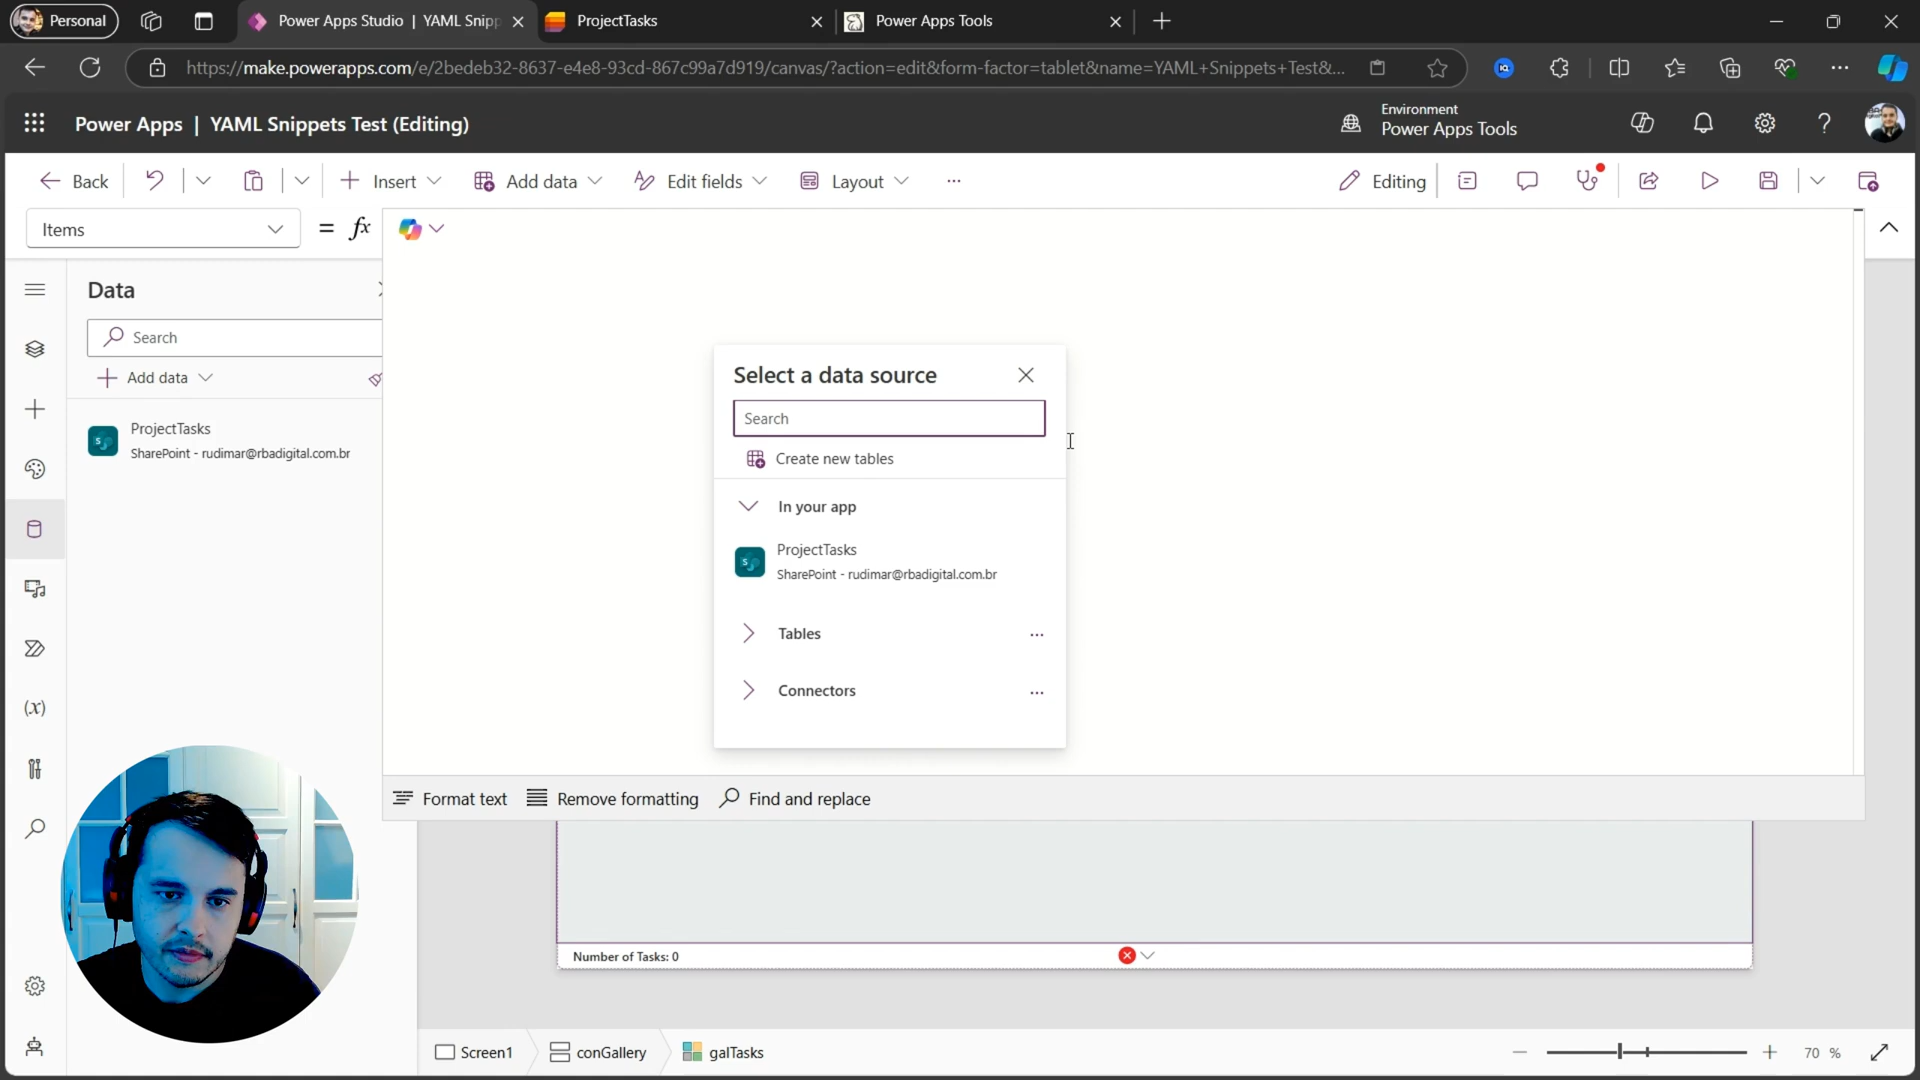 Personal
Power Apps Studio | YAML Snipp
ProjectTasks
Power Apps Tools
https://make.powerapps.com/e/2bedeb32-8637-e4e8-93cd-867c99a7d919/canvas/?action=edit&form-factor=tablet&name=YAML+Snippets+Test&...
Power Apps | YAML Snippets Test (Editing)
Environment
Power Apps Tools
Back
Insert
Add data
Edit fields
Layout
Editing
Items
= fx
Data
Search
Add data
ProjectTasks
SharePoint - rudimar@rbadigital.com.br
Select a data source
Search
Create new tables
In your app
ProjectTasks
SharePoint - rudimar@rbadigital.com.br
Tables
Connectors
Format text
Remove formatting
Find and replace
Number of Tasks: 0
Screen1
conGallery
galTasks
70 %